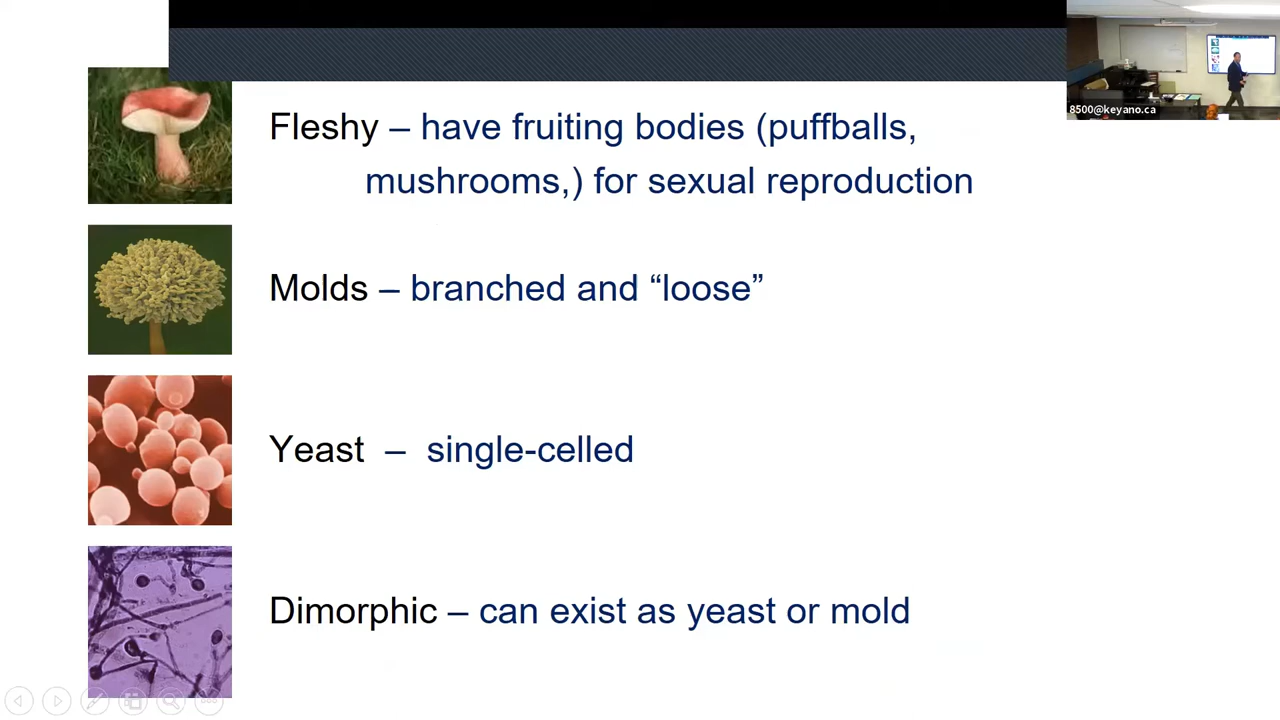 8500@keyano.ca
Fleshy – have fruiting bodies (puffballs,
mushrooms,) for sexual reproduction
Molds – branched and “loose”
Yeast – single-celled
Dimorphic – can exist as yeast or mold